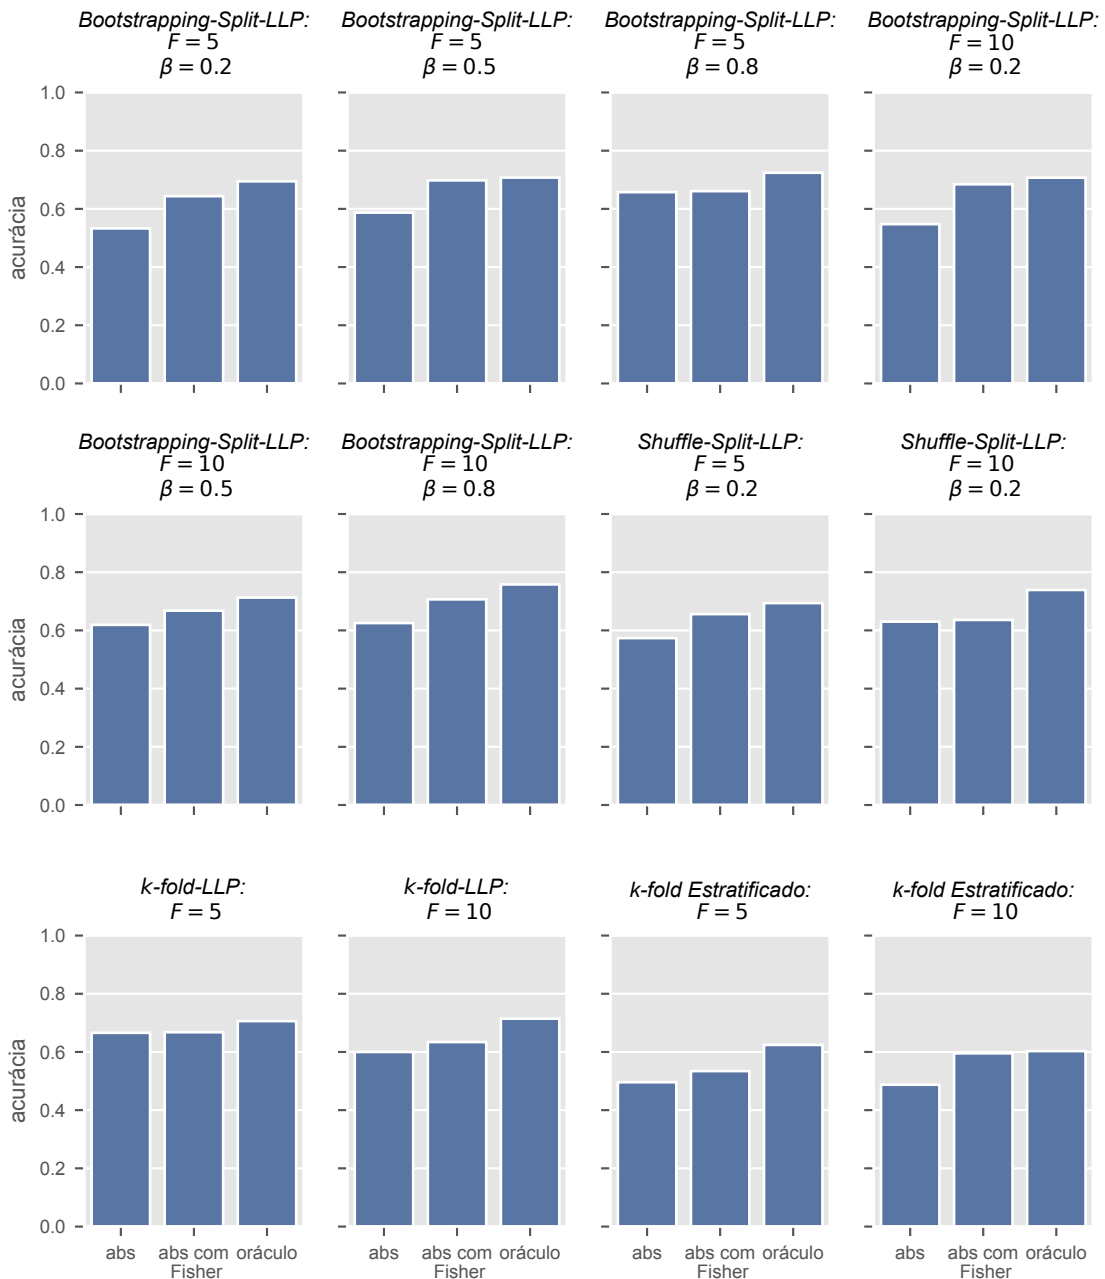 Bootstrapping-Split-LLP:
F = 5
β = 0.2
Bootstrapping-Split-LLP:
F = 5
β = 0.5
Bootstrapping-Split-LLP:
F = 5
β = 0.8
Bootstrapping-Split-LLP:
F = 10
β = 0.2
1.0
0.8
0.6
0.4
0.2
0.0
acurácia
Bootstrapping-Split-LLP:
F = 10
β = 0.5
Bootstrapping-Split-LLP:
F = 10
β = 0.8
Shuffle-Split-LLP:
F = 5
β = 0.2
Shuffle-Split-LLP:
F = 10
β = 0.2
1.0
0.8
0.6
0.4
0.2
0.0
acurácia
k-fold-LLP:
F = 5
k-fold-LLP:
F = 10
k-fold Estratificado:
F = 5
k-fold Estratificado:
F = 10
1.0
0.8
0.6
0.4
0.2
0.0
acurácia
abs
abs com
Fisher
oráculo
abs
abs com
Fisher
oráculo
abs
abs com
Fisher
oráculo
abs
abs com
Fisher
oráculo